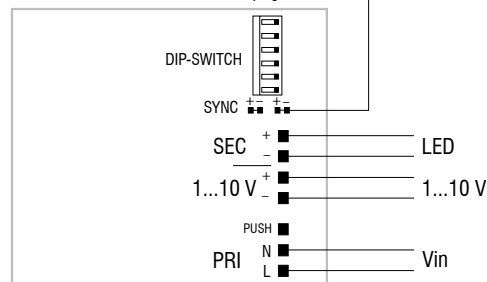 DIP-SWITCH
SYNC + - + -
SEC + - LED
1...10 V + - 1...10 V
PUSH
PRI N L Vin